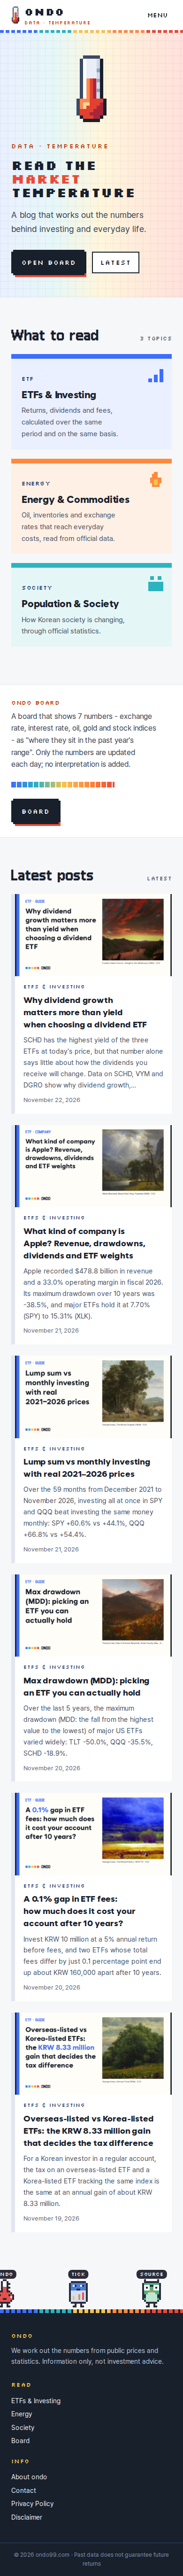 ONDO
DATA · TEMPERATURE
MENU
DATA · TEMPERATURE
READ THE
MARKET
TEMPERATURE
A blog that works out the numbers
behind investing and everyday life.
OPEN BOARD
LATEST
What to read
3 TOPICS
ETF
ETFs & Investing
Returns, dividends and fees,
calculated over the same
period and on the same basis.
ENERGY
Energy & Commodities
Oil, inventories and exchange
rates that reach everyday
costs, read from official data.
SOCIETY
Population & Society
How Korean society is changing,
through official statistics.
ONDO BOARD
A board that shows 7 numbers - exchange
rate, interest rate, oil, gold and stock indices
- as "where they sit in the past year's
range". Only the numbers are updated
each day; no interpretation is added.
BOARD
Latest posts
LATEST
ETF · GUIDE
Why dividend
growth matters more
than yield when
choosing a dividend
ETF
ONDO
ETFS & INVESTING
Why dividend growth
matters more than yield
when choosing a dividend ETF
SCHD has the highest yield of the three
ETFs at today's price, but that number alone
says little about how the dividends you
receive will change. Data on SCHD, VYM and
DGRO show why dividend growth,...
November 22, 2026
ETF · COMPANY
What kind of company
is Apple? Revenue,
drawdowns, dividends
and ETF weights
ONDO
ETFS & INVESTING
What kind of company is
Apple? Revenue, drawdowns,
dividends and ETF weights
Apple recorded $478.8 billion in revenue
and a 33.0% operating margin in fiscal 2026.
Its maximum drawdown over 10 years was
-38.5%, and major ETFs hold it at 7.70%
(SPY) to 15.31% (XLK).
November 21, 2026
ETF · GUIDE
Lump sum vs
monthly investing
with real
2021–2026 prices
ONDO
ETFS & INVESTING
Lump sum vs monthly investing
with real 2021–2026 prices
Over the 59 months from December 2021 to
November 2026, investing all at once in SPY
and QQQ beat investing the same money
monthly: SPY +60.6% vs +44.1%, QQQ
+66.8% vs +54.4%.
November 21, 2026
ETF · GUIDE
Max drawdown
(MDD): picking an
ETF you can
actually hold
ONDO
ETFS & INVESTING
Max drawdown (MDD): picking
an ETF you can actually hold
Over the last 5 years, the maximum
drawdown (MDD: the fall from the highest
value to the lowest) of major US ETFs
varied widely: TLT -50.0%, QQQ -35.5%,
SCHD -18.9%.
November 20, 2026
ETF · GUIDE
A 0.1% gap in ETF
fees: how much does
it cost your account
after 10 years?
ONDO
ETFS & INVESTING
A 0.1% gap in ETF fees:
how much does it cost your
account after 10 years?
Invest KRW 10 million at a 5% annual return
before fees, and two ETFs whose total
fees differ by just 0.1 percentage point end
up about KRW 160,000 apart after 10 years.
November 20, 2026
ETF · GUIDE
Overseas-listed vs
Korea-listed ETFs:
the KRW 8.33 million
gain that decides the
tax difference
ONDO
ETFS & INVESTING
Overseas-listed vs Korea-listed
ETFs: the KRW 8.33 million gain
that decides the tax difference
For a Korean investor in a regular account,
the tax on an overseas-listed ETF and a
Korea-listed ETF tracking the same index is
the same at an annual gain of about KRW
8.33 million.
November 19, 2026
TICK
SOURCE
ONDO
We work out the numbers from public prices and
statistics. Information only, not investment advice.
READ
ETFs & Investing
Energy
Society
Board
INFO
About ondo
Contact
Privacy Policy
Disclaimer
© 2026 ondo99.com · Past data does not guarantee future
returns